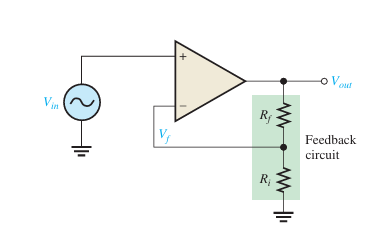 +
V_in
−
V_out
V_f
R_f
Feedback
circuit
R_i